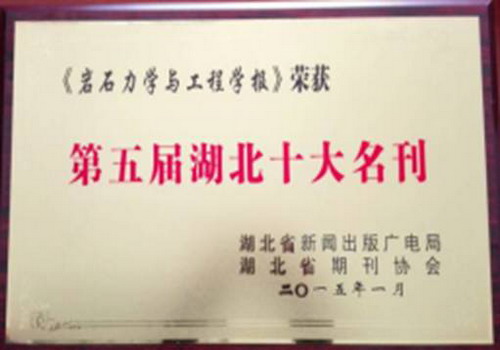 《岩石力学与工程学报》荣获
第五届湖北十大名刊
湖北省新闻出版广电局
湖北省期刊协会
二〇一五年一月